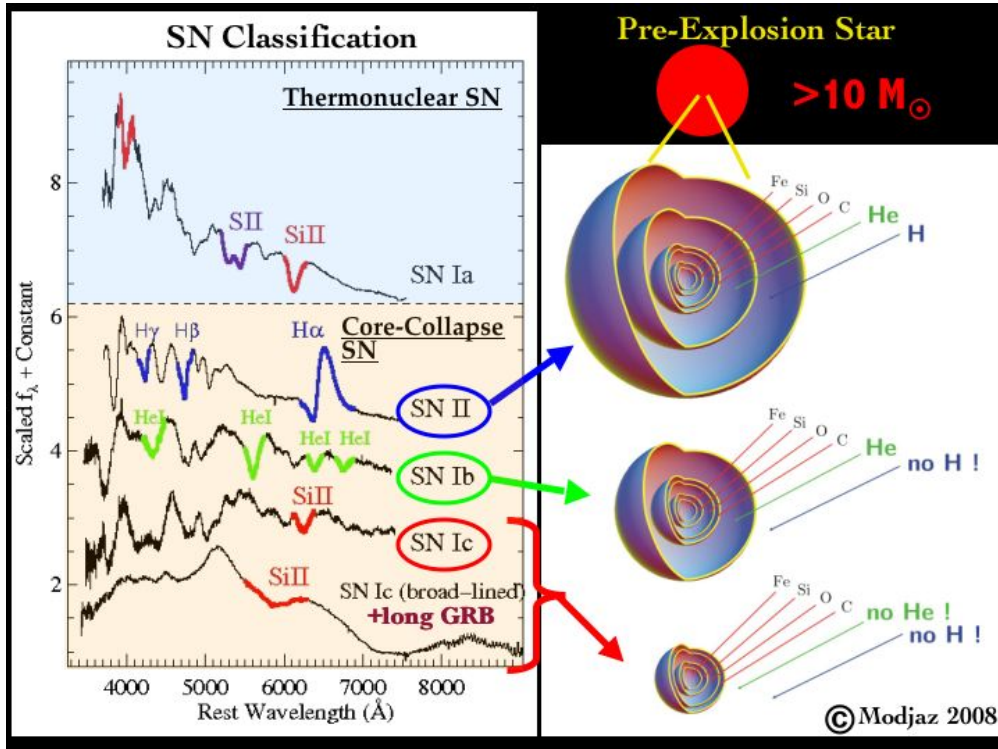 SN Classification
Thermonuclear SN
SII
SiII
SN Ia
Core-Collapse
SN
Hγ
Hβ
Hα
SN II
HeI
HeI
HeI
HeI
SN Ib
SiII
SN Ic
SiII
SN Ic (broad–lined)
+long GRB
Scaled fλ + Constant
8
6
4
2
4000
5000
6000
7000
8000
Rest Wavelength (Å)
Pre-Explosion Star
>10 M☉
Fe
Si
O
C
He
H
Fe
Si
O
C
He
no H !
Fe
Si
O
C
no He !
no H !
© Modjaz 2008